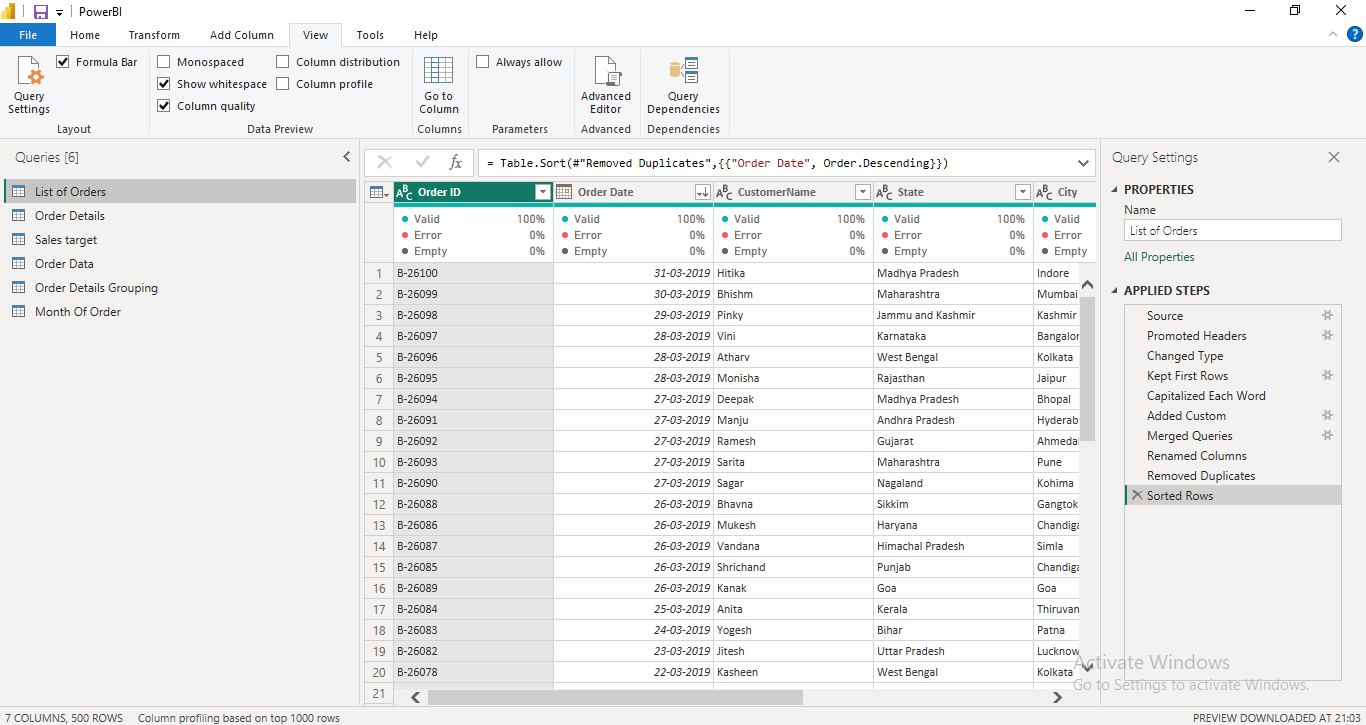 PowerBI
File Home Transform Add Column View Tools Help
Query Settings
Formula Bar
Layout
Monospaced
Show whitespace
Column quality
Column distribution
Column profile
Data Preview
Go to Column
Columns
Always allow
Parameters
Advanced Editor
Advanced
Query Dependencies
Dependencies
Queries [6]
List of Orders
Order Details
Sales target
Order Data
Order Details Grouping
Month Of Order
fx = Table.Sort(#"Removed Duplicates",{{"Order Date", Order.Descending}})
ABC Order ID Order Date ABC CustomerName ABC State ABC City
Valid 100% Valid 100% Valid 100% Valid 100% Valid
Error 0% Error 0% Error 0% Error 0% Error
Empty 0% Empty 0% Empty 0% Empty 0% Empty
1 B-26100 31-03-2019 Hitika Madhya Pradesh Indore
2 B-26099 30-03-2019 Bhishm Maharashtra Mumbai
3 B-26098 29-03-2019 Pinky Jammu and Kashmir Kashmir
4 B-26097 28-03-2019 Vini Karnataka Bangalor
5 B-26096 28-03-2019 Atharv West Bengal Kolkata
6 B-26095 28-03-2019 Monisha Rajasthan Jaipur
7 B-26094 27-03-2019 Deepak Madhya Pradesh Bhopal
8 B-26091 27-03-2019 Manju Andhra Pradesh Hyderab
9 B-26092 27-03-2019 Ramesh Gujarat Ahmeda
10 B-26093 27-03-2019 Sarita Maharashtra Pune
11 B-26090 27-03-2019 Sagar Nagaland Kohima
12 B-26088 26-03-2019 Bhavna Sikkim Gangtok
13 B-26086 26-03-2019 Mukesh Haryana Chandiga
14 B-26087 26-03-2019 Vandana Himachal Pradesh Simla
15 B-26085 26-03-2019 Shrichand Punjab Chandiga
16 B-26089 26-03-2019 Kanak Goa Goa
17 B-26084 25-03-2019 Anita Kerala Thiruvan
18 B-26083 24-03-2019 Yogesh Bihar Patna
19 B-26082 23-03-2019 Jitesh Uttar Pradesh Lucknow
20 B-26078 22-03-2019 Kasheen West Bengal Kolkata
21
Query Settings
PROPERTIES
Name
List of Orders
All Properties
APPLIED STEPS
Source
Promoted Headers
Changed Type
Kept First Rows
Capitalized Each Word
Added Custom
Merged Queries
Renamed Columns
Removed Duplicates
Sorted Rows
Activate Windows
Go to Settings to activate Windows.
7 COLUMNS, 500 ROWS Column profiling based on top 1000 rows PREVIEW DOWNLOADED AT 21:03